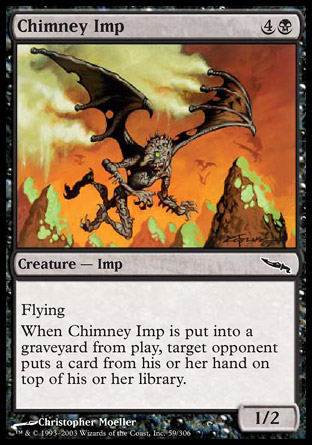 Chimney Imp 4
Creature — Imp
Flying
When Chimney Imp is put into a
graveyard from play, target opponent
puts a card from his or her hand on
top of his or her library.
Christopher Moeller
™ & © 1993–2003 Wizards of the Coast, Inc. 59/306
1/2